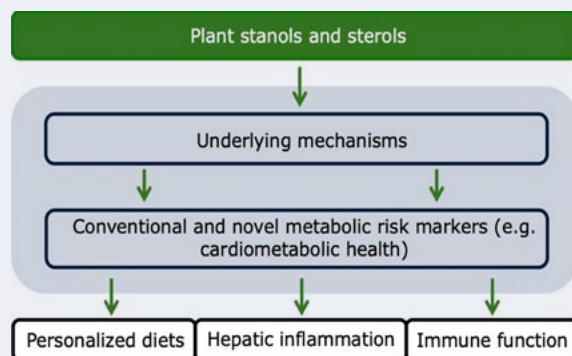 Plant stanols and sterols
Underlying mechanisms
Conventional and novel metabolic risk markers (e.g.
cardiometabolic health)
Personalized diets
Hepatic inflammation
Immune function